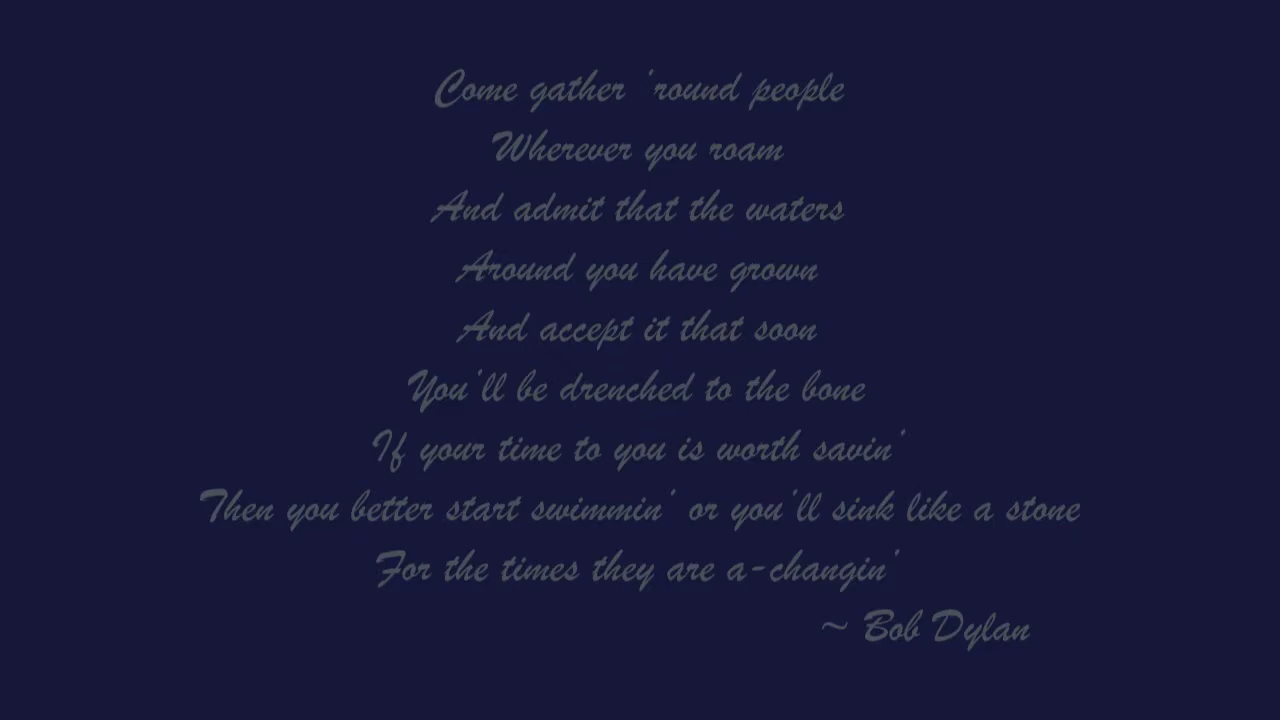 Come gather 'round people
Wherever you roam
And admit that the waters
Around you have grown
And accept it that soon
You'll be drenched to the bone
If your time to you is worth savin'
Then you better start swimmin' or you'll sink like a stone
For the times they are a-changin'
~ Bob Dylan